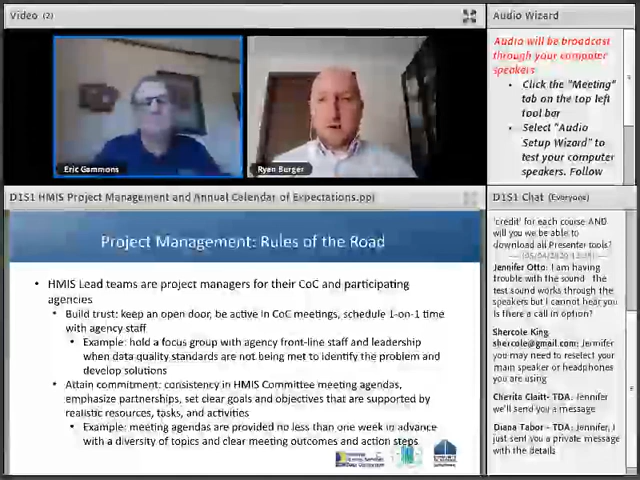 Video (2)
Eric Gammons
Ryan Burger
Audio Wizard
Audio will be broadcast
through your computer
speakers
• Click the "Meeting"
tab on the top left
tool bar
• Select "Audio
Setup Wizard" to
test your computer
speakers. Follow
D1S1 HMIS Project Management and Annual Calendar of Expectations.ppt
Project Management: Rules of the Road
• HMIS Lead teams are project managers for their CoC and participating
agencies
• Build trust: keep an open door, be active in CoC meetings, schedule 1-on-1 time
with agency staff
• Example: hold a focus group with agency front-line staff and leadership
when data quality standards are not being met to identify the problem and
develop solutions
• Attain commitment: consistency in HMIS Committee meeting agendas,
emphasize partnerships, set clear goals and objectives that are supported by
realistic resources, tasks, and activities
• Example: meeting agendas are provided no less than one week in advance
with a diversity of topics and clear meeting outcomes and action steps
D1S1 Chat (Everyone)
'credit' for each course AND
will you we be able to
download all Presenter tools?
Jennifer Otto: I am having
trouble with the sound The
test sound works through the
speakers but I cannot hear you
Is there a call in option?
Shercole King
shercole@gmail.com: Jennifer
you may need to reselect your
main speaker or headphones
you are using
Cherita Claitt- TDA: Jennifer
we'll send you a message
Diana Tabor - TDA: Jennifer, I
just sent you a private message
with the details